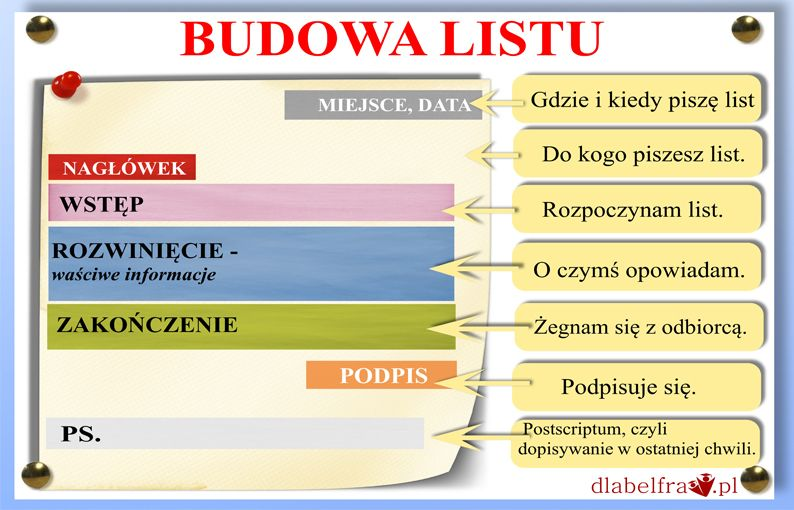 BUDOWA LISTU
MIEJSCE, DATA
Gdzie i kiedy piszę list
NAGŁÓWEK
Do kogo piszesz list.
WSTĘP
Rozpoczynam list.
ROZWINIĘCIE -
waściwe informacje
O czymś opowiadam.
ZAKOŃCZENIE
Żegnam się z odbiorcą.
PODPIS
Podpisuje się.
PS.
Postscriptum, czyli
dopisywanie w ostatniej chwili.
dlabelfra.pl